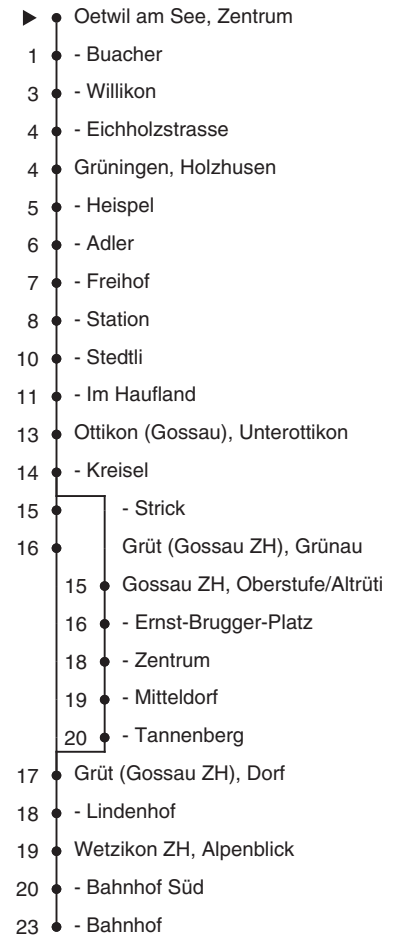 Oetwil am See, Zentrum
1 - Buacher
3 - Willikon
4 - Eichholzstrasse
4 Grüningen, Holzhusen
5 - Heispel
6 - Adler
7 - Freihof
8 - Station
10 - Stedtli
11 - Im Haufland
13 Ottikon (Gossau), Unterottikon
14 - Kreisel
15 - Strick
16 Grüt (Gossau ZH), Grünau
15 Gossau ZH, Oberstufe/Altrüti
16 - Ernst-Brugger-Platz
18 - Zentrum
19 - Mitteldorf
20 - Tannenberg
17 Grüt (Gossau ZH), Dorf
18 - Lindenhof
19 Wetzikon ZH, Alpenblick
20 - Bahnhof Süd
23 - Bahnhof